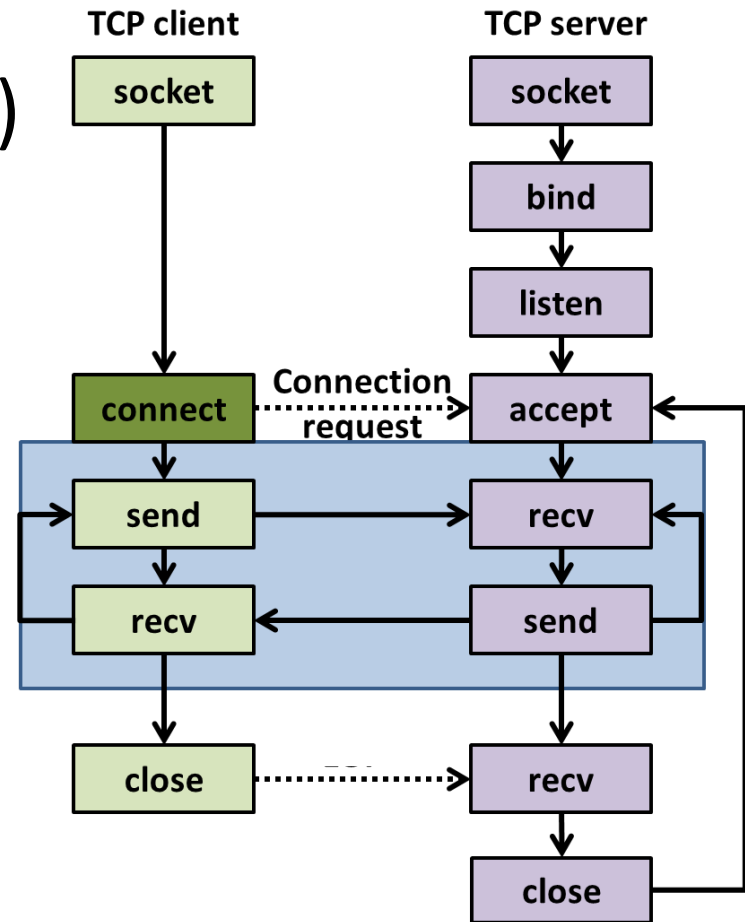 TCP client
TCP server
)
socket
socket
bind
listen
connect
Connection
request
accept
send
recv
recv
send
close
recv
close